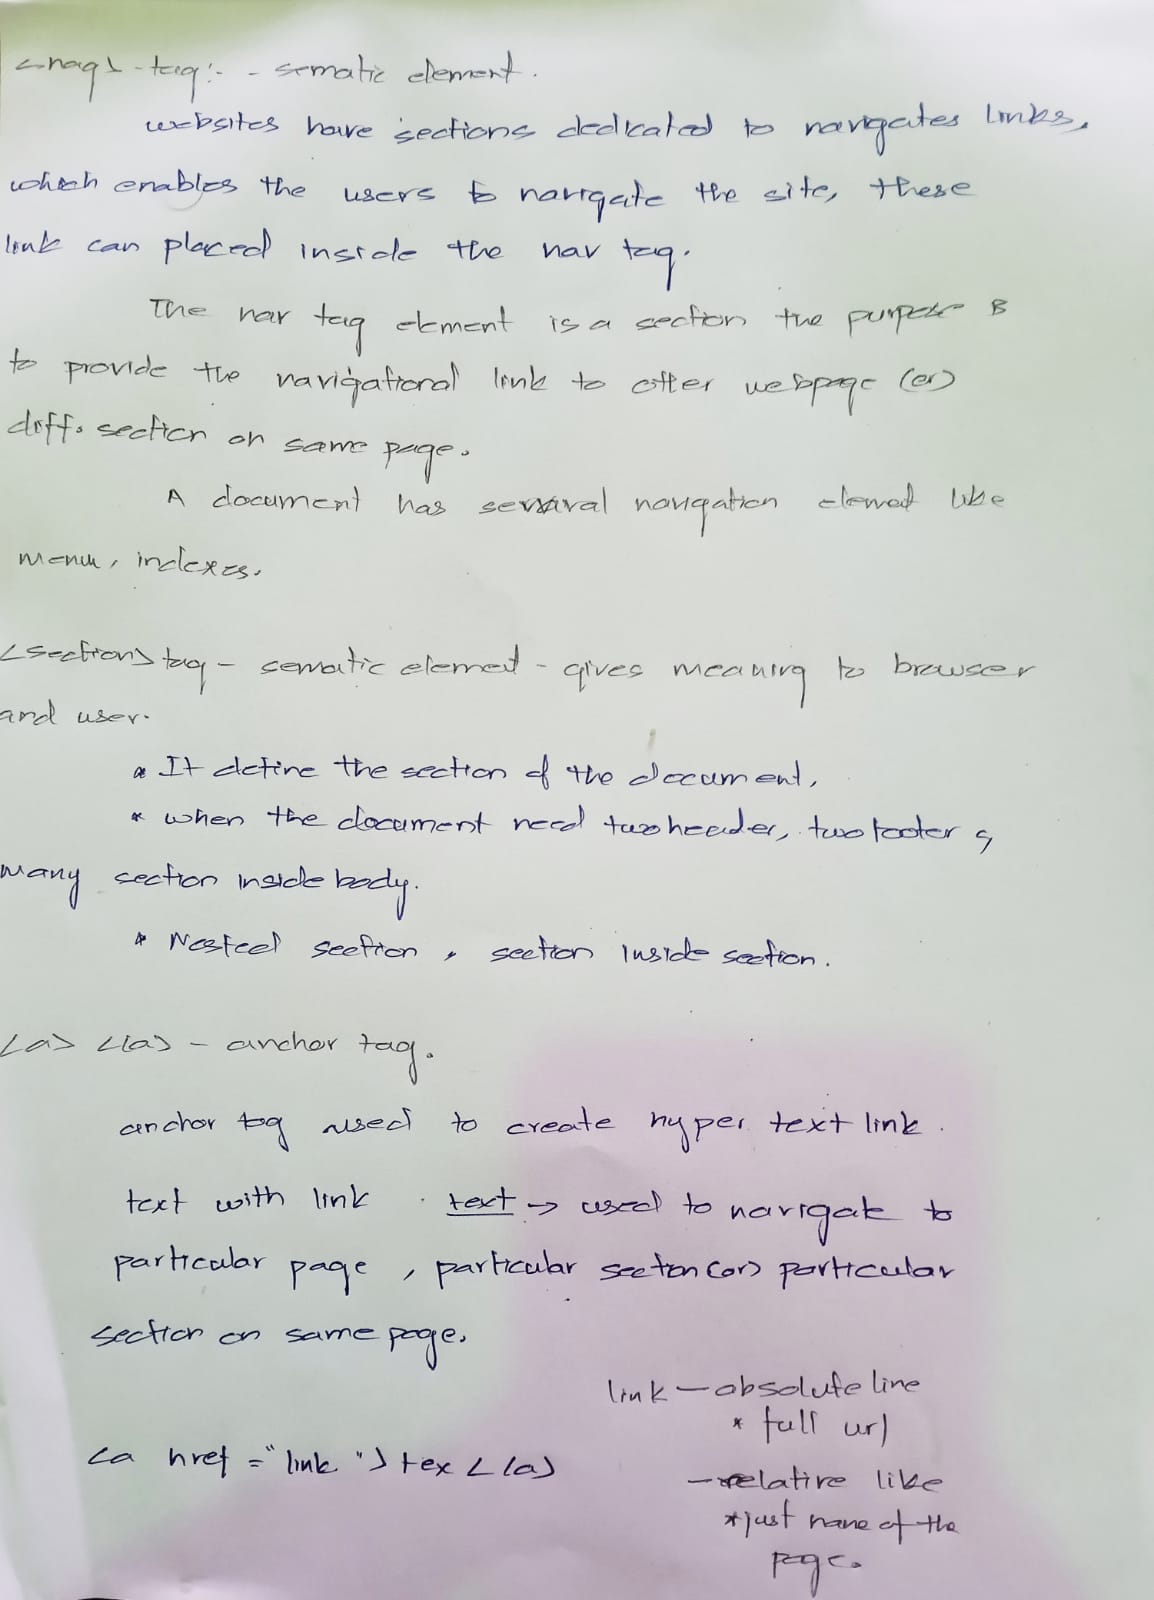 <nag> - tag:- - sematic element.
websites have sections dedicated to navigates links,
which enables the users to navigate the site, these
link can placed inside the nav tag.
The nav tag element is a section the purpose is
to provide the navigational link to other webpage (or)
diff. section on same page.
A document has several navigation element like
menu, indexes.
<section> tag - sematic element - gives meaning to browser
and user.
* It define the section of the document,
* when the document need two header, two footer &
many section inside body.
* Nested section, section inside section.
<a> </a> - anchor tag.
anchor tag used to create hyper text link.
text with link . text → used to navigate to
particular page, particular section (or) particular
section on same page.
link - absolute line
* full url
<a href = "link"> tex </a>
- relative like
* just name of the
page.